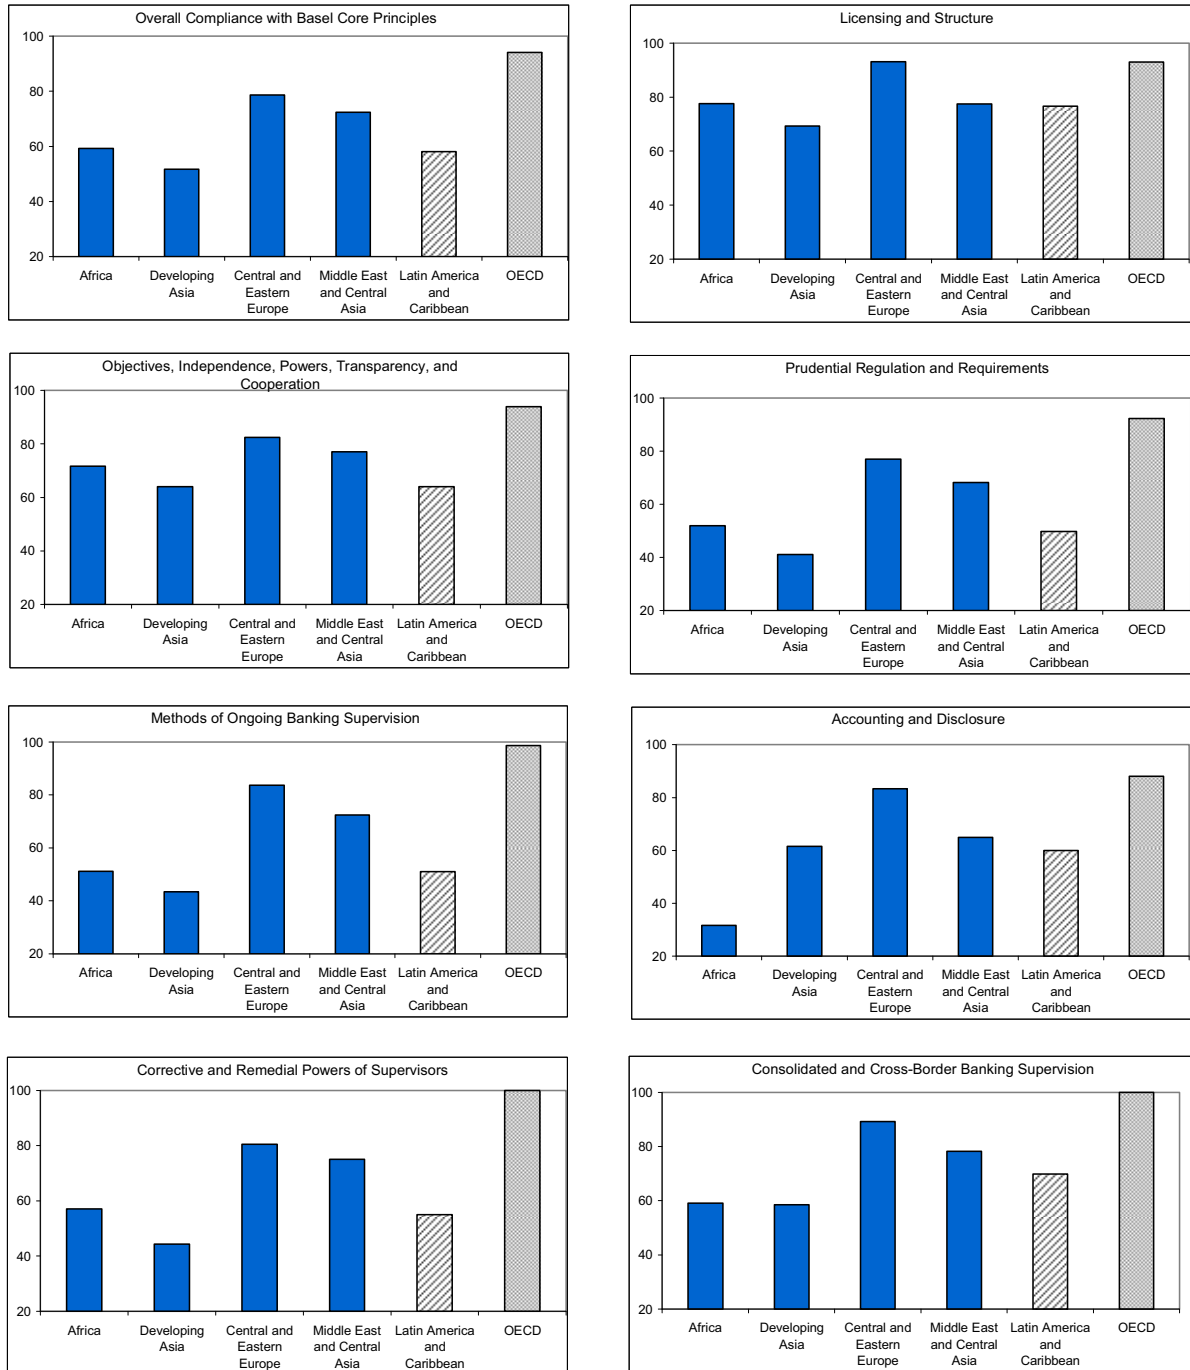 Overall Compliance with Basel Core Principles
100
80
60
40
20
Africa
Developing
Asia
Central and
Eastern
Europe
Middle East
and Central
Asia
Latin America
and
Caribbean
OECD
Licensing and Structure
100
80
60
40
20
Africa
Developing
Asia
Central and
Eastern
Europe
Middle East
and Central
Asia
Latin America
and
Caribbean
OECD
Objectives, Independence, Powers, Transparency, and
Cooperation
100
80
60
40
20
Africa
Developing
Asia
Central and
Eastern
Europe
Middle East
and Central
Asia
Latin America
and
Caribbean
OECD
Prudential Regulation and Requirements
100
80
60
40
20
Africa
Developing
Asia
Central and
Eastern
Europe
Middle East
and Central
Asia
Latin America
and
Caribbean
OECD
Methods of Ongoing Banking Supervision
100
80
60
40
20
Africa
Developing
Asia
Central and
Eastern
Europe
Middle East
and Central
Asia
Latin America
and
Caribbean
OECD
Accounting and Disclosure
100
80
60
40
20
Africa
Developing
Asia
Central and
Eastern
Europe
Middle East
and Central
Asia
Latin America
and
Caribbean
OECD
Corrective and Remedial Powers of Supervisors
100
80
60
40
20
Africa
Developing
Asia
Central and
Eastern
Europe
Middle East
and Central
Asia
Latin America
and
Caribbean
OECD
Consolidated and Cross-Border Banking Supervision
100
80
60
40
20
Africa
Developing
Asia
Central and
Eastern
Europe
Middle East
and Central
Asia
Latin America
and
Caribbean
OECD